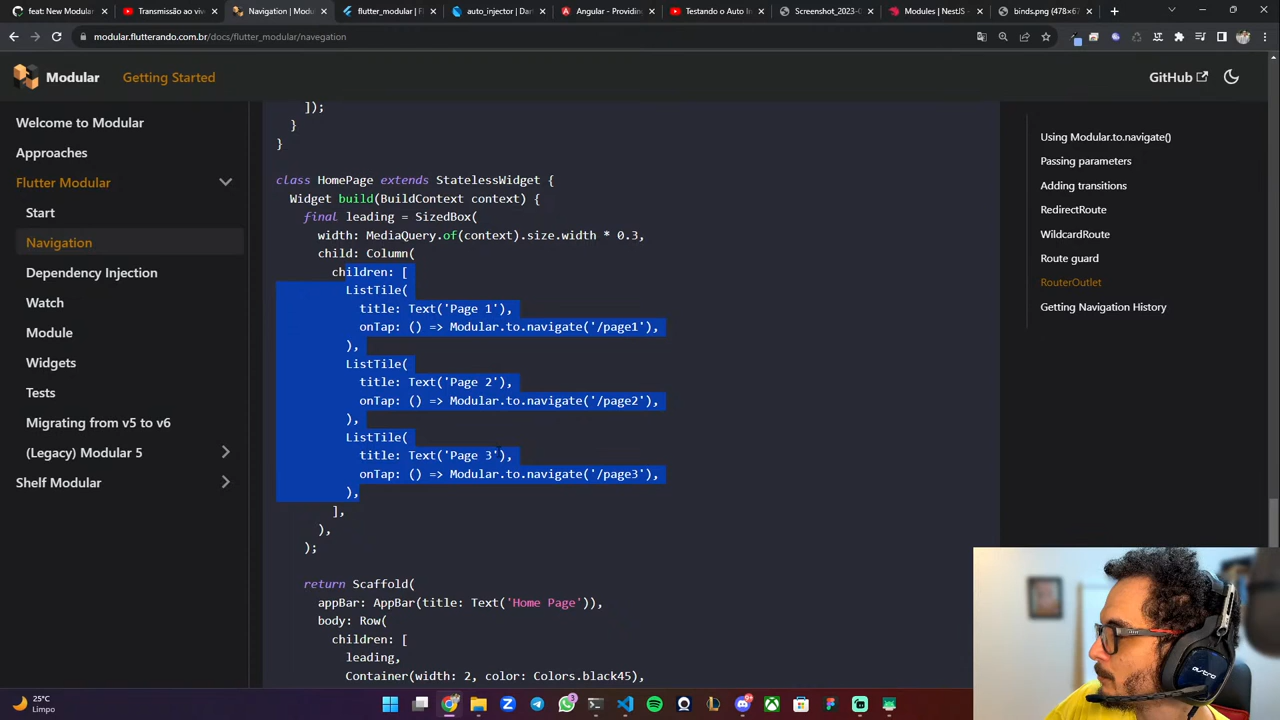 feat: New Modular
Transmissão ao viv
Navigation | Modu
flutter_modular | Fl
auto_injector | Dar
Angular - Providing
Testando o Auto In
Screenshot_2023-0
Modules | NestJS -
binds.png (478×67
modular.flutterando.com.br/docs/flutter_modular/navegation
Modular
Getting Started
GitHub
Welcome to Modular
Approaches
Flutter Modular
Start
Navigation
Dependency Injection
Watch
Module
Widgets
Tests
Migrating from v5 to v6
(Legacy) Modular 5
Shelf Modular
]);
}
}
class HomePage extends StatelessWidget {
Widget build(BuildContext context) {
final leading = SizedBox(
width: MediaQuery.of(context).size.width * 0.3,
child: Column(
children: [
ListTile(
title: Text('Page 1'),
onTap: () => Modular.to.navigate('/page1'),
),
ListTile(
title: Text('Page 2'),
onTap: () => Modular.to.navigate('/page2'),
),
ListTile(
title: Text('Page 3'),
onTap: () => Modular.to.navigate('/page3'),
),
],
),
);
return Scaffold(
appBar: AppBar(title: Text('Home Page')),
body: Row(
children: [
leading,
Container(width: 2, color: Colors.black45),
Using Modular.to.navigate()
Passing parameters
Adding transitions
RedirectRoute
WildcardRoute
Route guard
RouterOutlet
Getting Navigation History
25°C
Limpo